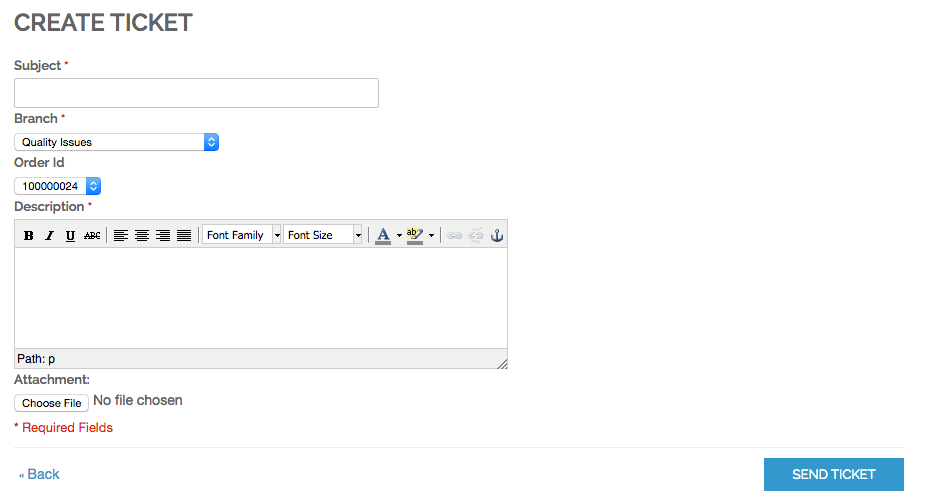 CREATE TICKET
Subject *
Branch *
Quality Issues
Order Id
100000024
Description *
B I U ABC Font Family Font Size A ab
Path: p
Attachment:
Choose File No file chosen
* Required Fields
« Back SEND TICKET